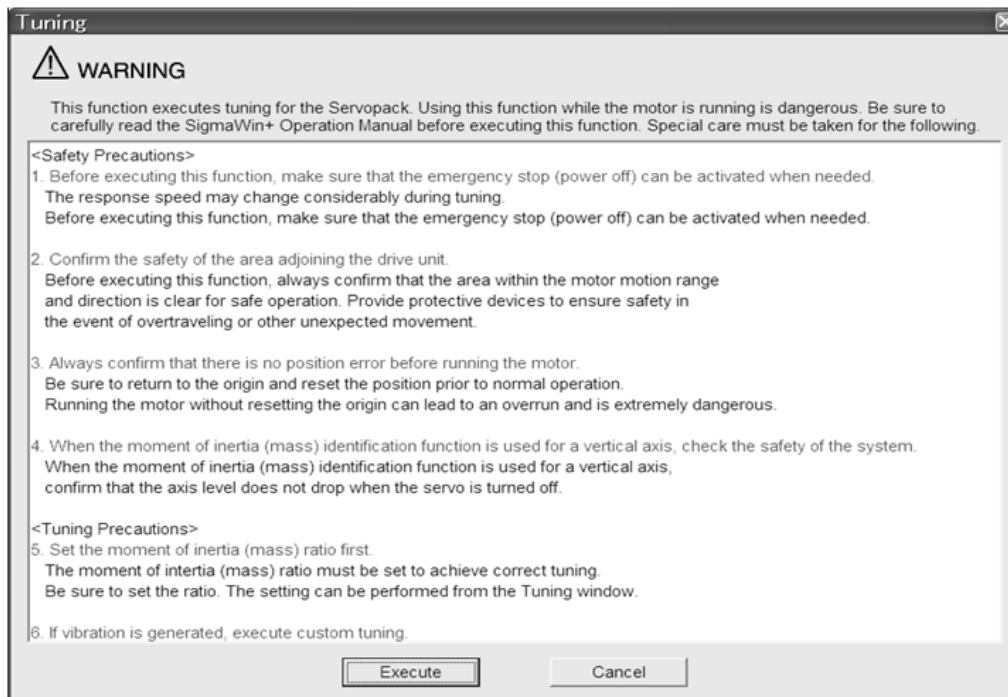 Tuning
WARNING
This function executes tuning for the Servopack. Using this function while the motor is running is dangerous. Be sure to
carefully read the SigmaWin+ Operation Manual before executing this function. Special care must be taken for the following.
<Safety Precautions>
1. Before executing this function, make sure that the emergency stop (power off) can be activated when needed.
The response speed may change considerably during tuning.
Before executing this function, make sure that the emergency stop (power off) can be activated when needed.
2. Confirm the safety of the area adjoining the drive unit.
Before executing this function, always confirm that the area within the motor motion range
and direction is clear for safe operation. Provide protective devices to ensure safety in
the event of overtraveling or other unexpected movement.
3. Always confirm that there is no position error before running the motor.
Be sure to return to the origin and reset the position prior to normal operation.
Running the motor without resetting the origin can lead to an overrun and is extremely dangerous.
4. When the moment of inertia (mass) identification function is used for a vertical axis, check the safety of the system.
When the moment of inertia (mass) identification function is used for a vertical axis,
confirm that the axis level does not drop when the servo is turned off.
<Tuning Precautions>
5. Set the moment of inertia (mass) ratio first.
The moment of intertia (mass) ratio must be set to achieve correct tuning.
Be sure to set the ratio. The setting can be performed from the Tuning window.
6. If vibration is generated, execute custom tuning.
Execute
Cancel